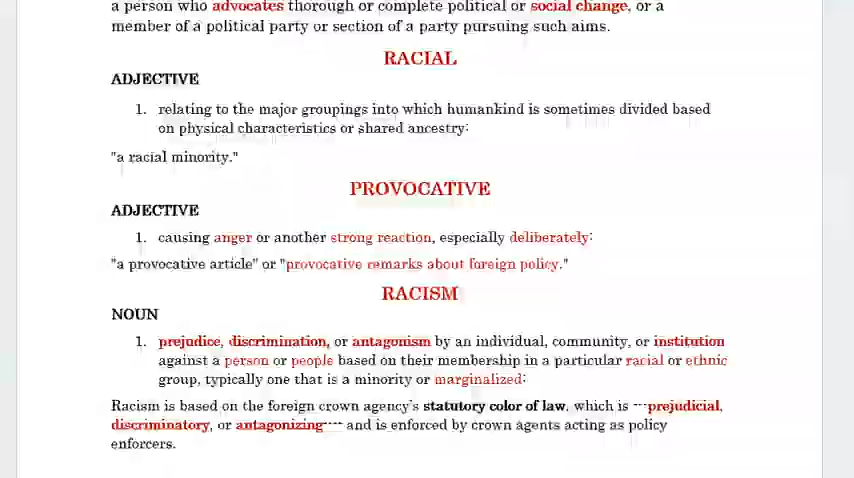 a person who advocates thorough or complete political or social change, or a
member of a political party or section of a party pursuing such aims.
RACIAL
ADJECTIVE
1. relating to the major groupings into which humankind is sometimes divided based
on physical characteristics or shared ancestry:
"a racial minority."
PROVOCATIVE
ADJECTIVE
1. causing anger or another strong reaction, especially deliberately:
"a provocative article" or "provocative remarks about foreign policy."
RACISM
NOUN
1. prejudice, discrimination, or antagonism by an individual, community, or institution
against a person or people based on their membership in a particular racial or ethnic
group, typically one that is a minority or marginalized:
Racism is based on the foreign crown agency's statutory color of law, which is ---prejudicial,
discriminatory, or antagonizing---- and is enforced by crown agents acting as policy
enforcers.